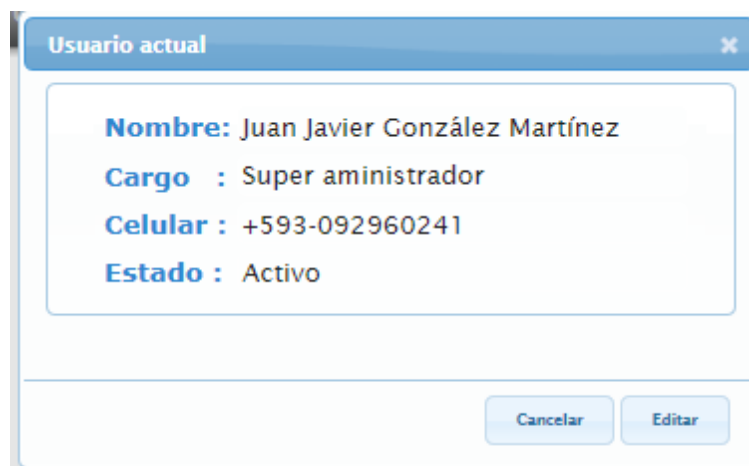 Usuario actual
Nombre: Juan Javier González Martínez
Cargo : Super aministrador
Celular : +593-092960241
Estado : Activo
Cancelar Editar